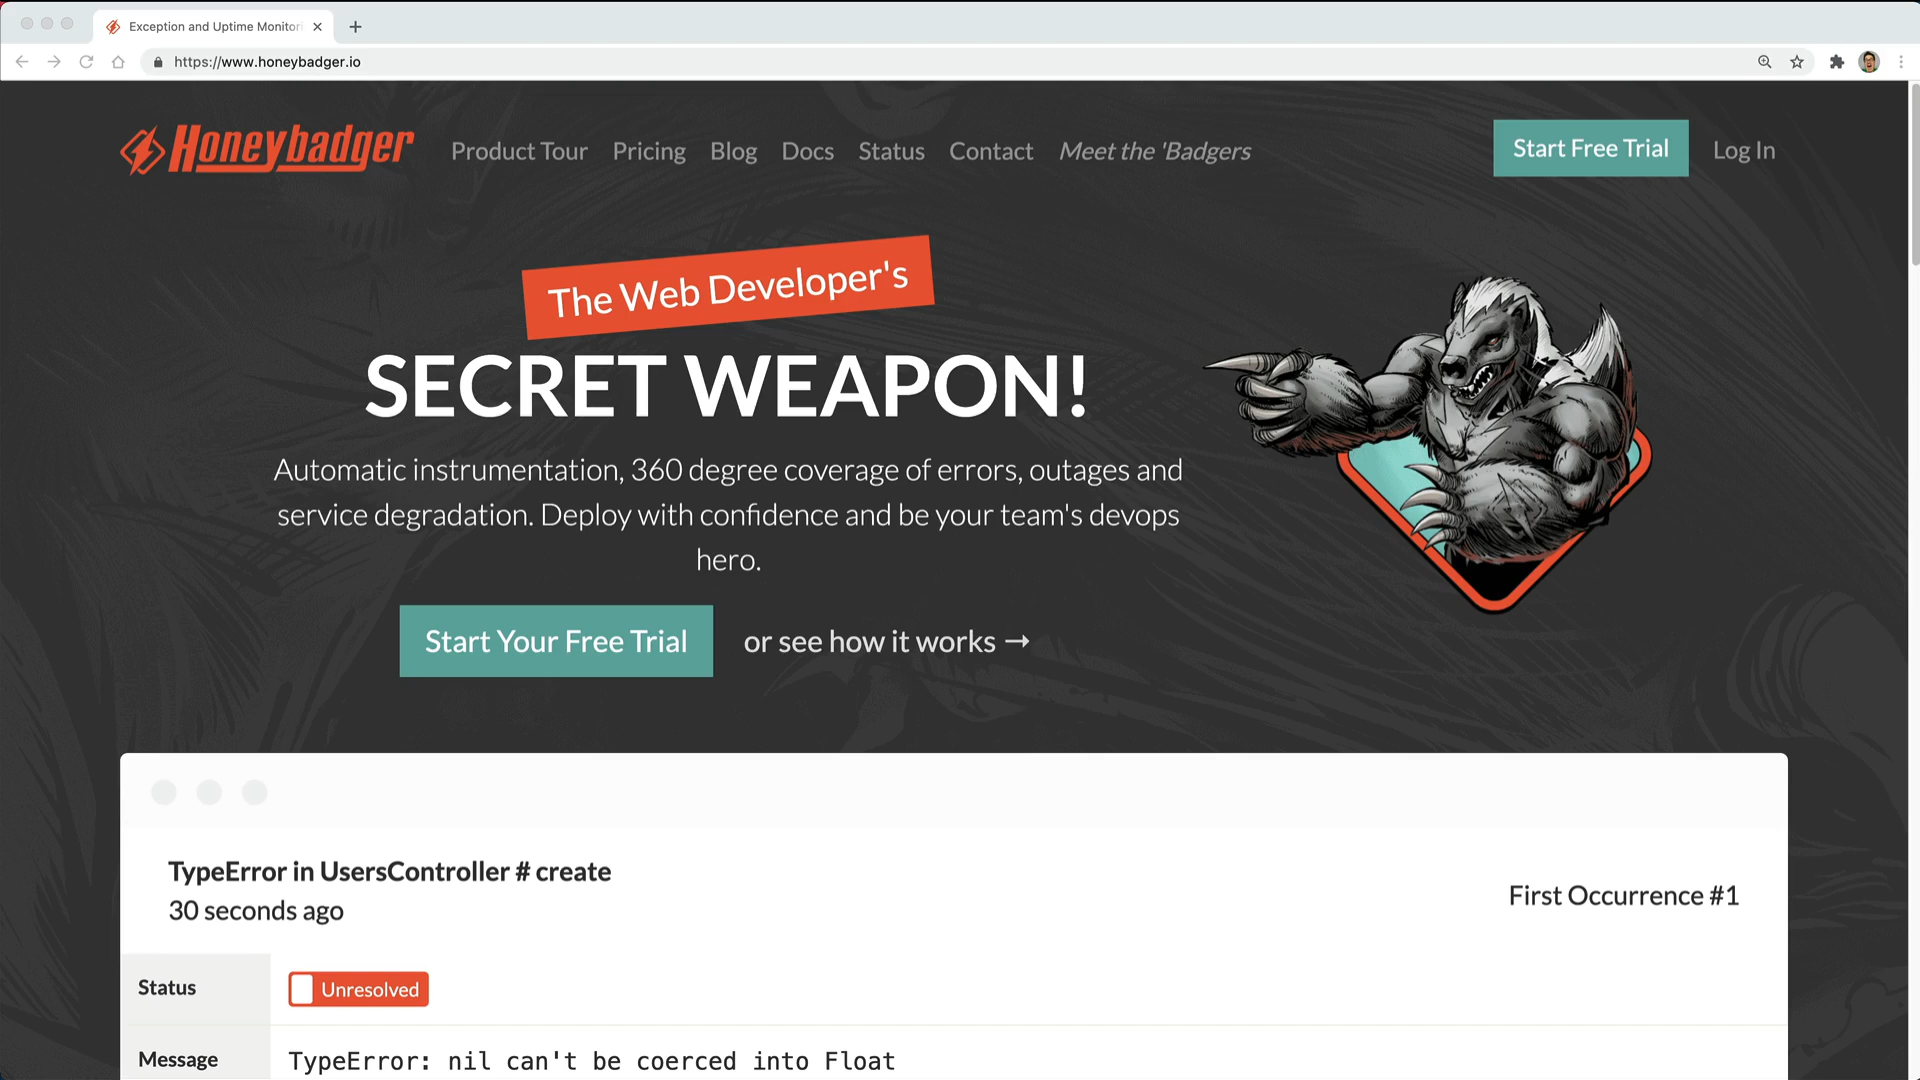 Exception and Uptime Monitori
https://www.honeybadger.io
Honeybadger
Product Tour
Pricing
Blog
Docs
Status
Contact
Meet the 'Badgers
Start Free Trial
Log In
The Web Developer's
SECRET WEAPON!
Automatic instrumentation, 360 degree coverage of errors, outages and
service degradation. Deploy with confidence and be your team's devops
hero.
Start Your Free Trial
or see how it works →
TypeError in UsersController # create
30 seconds ago
First Occurrence #1
Status
Unresolved
Message
TypeError: nil can't be coerced into Float